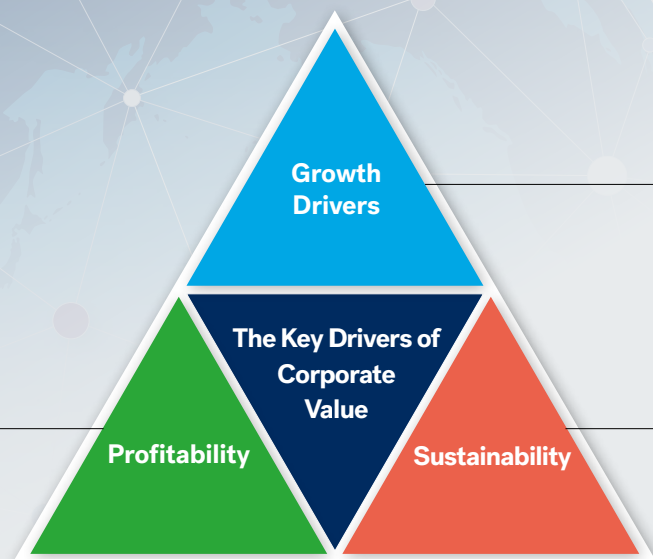 Growth
Drivers
The Key Drivers of
Corporate
Value
Profitability
Sustainability